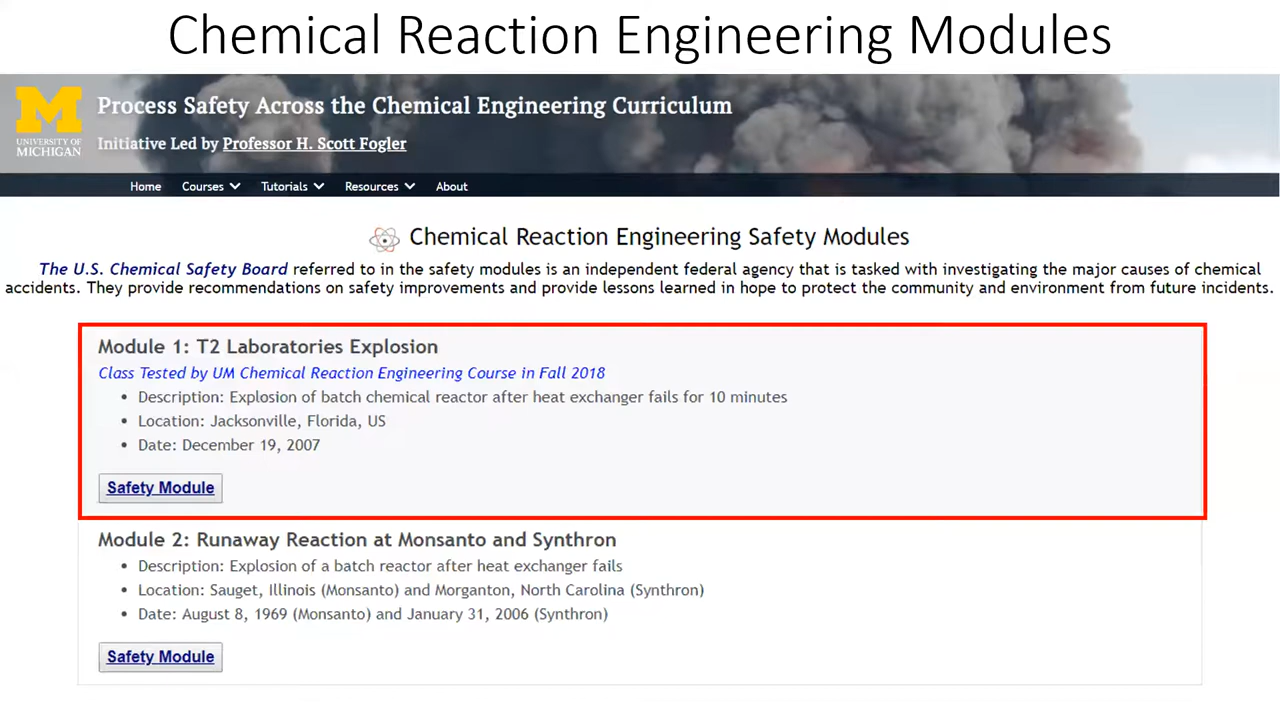 Chemical Reaction Engineering Modules
M
UNIVERSITY OF
MICHIGAN
Process Safety Across the Chemical Engineering Curriculum
Initiative Led by Professor H. Scott Fogler
Home Courses Tutorials Resources About
Chemical Reaction Engineering Safety Modules
The U.S. Chemical Safety Board referred to in the safety modules is an independent federal agency that is tasked with investigating the major causes of chemical
accidents. They provide recommendations on safety improvements and provide lessons learned in hope to protect the community and environment from future incidents.
Module 1: T2 Laboratories Explosion
Class Tested by UM Chemical Reaction Engineering Course in Fall 2018
• Description: Explosion of batch chemical reactor after heat exchanger fails for 10 minutes
• Location: Jacksonville, Florida, US
• Date: December 19, 2007
Safety Module
Module 2: Runaway Reaction at Monsanto and Synthron
• Description: Explosion of a batch reactor after heat exchanger fails
• Location: Sauget, Illinois (Monsanto) and Morganton, North Carolina (Synthron)
• Date: August 8, 1969 (Monsanto) and January 31, 2006 (Synthron)
Safety Module